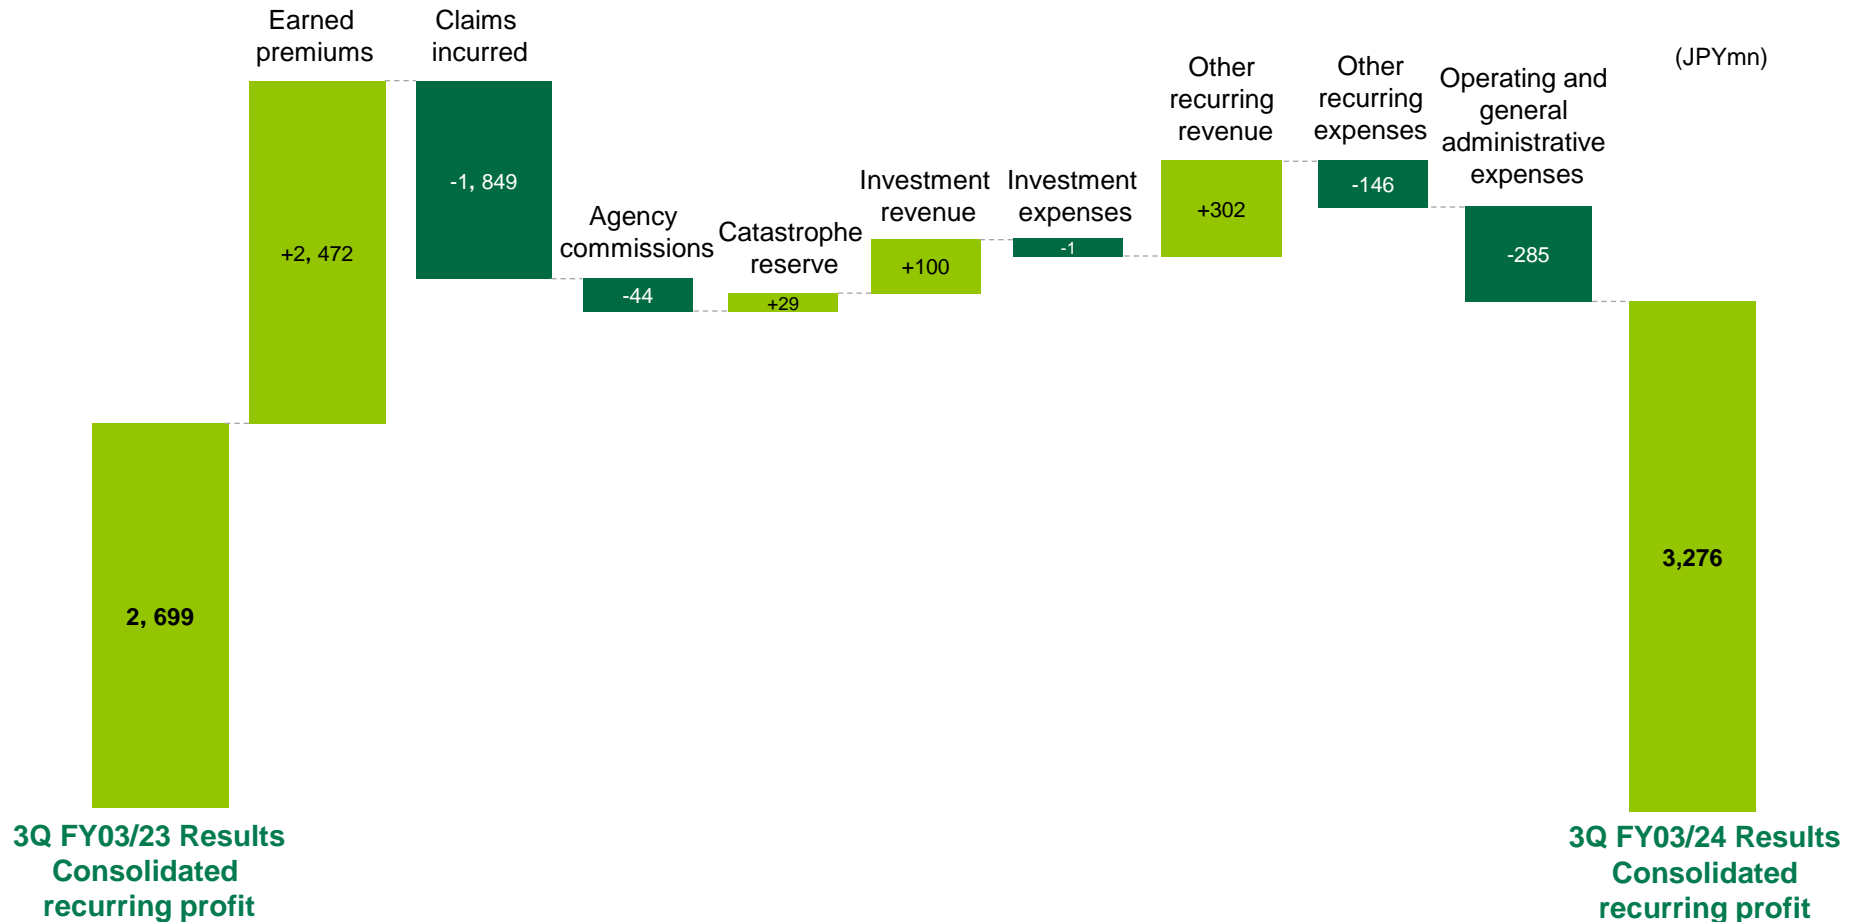 Earned
premiums
Claims
incurred
(JPYmn)
Other
recurring
revenue
Other
recurring
expenses
Operating and
general
administrative
expenses
Agency
commissions
Catastrophe
reserve
Investment
revenue
Investment
expenses
+2, 472
-1, 849
-44
+29
+100
-1
+302
-146
-285
2, 699
3,276
3Q FY03/23 Results
Consolidated
recurring profit
3Q FY03/24 Results
Consolidated
recurring profit